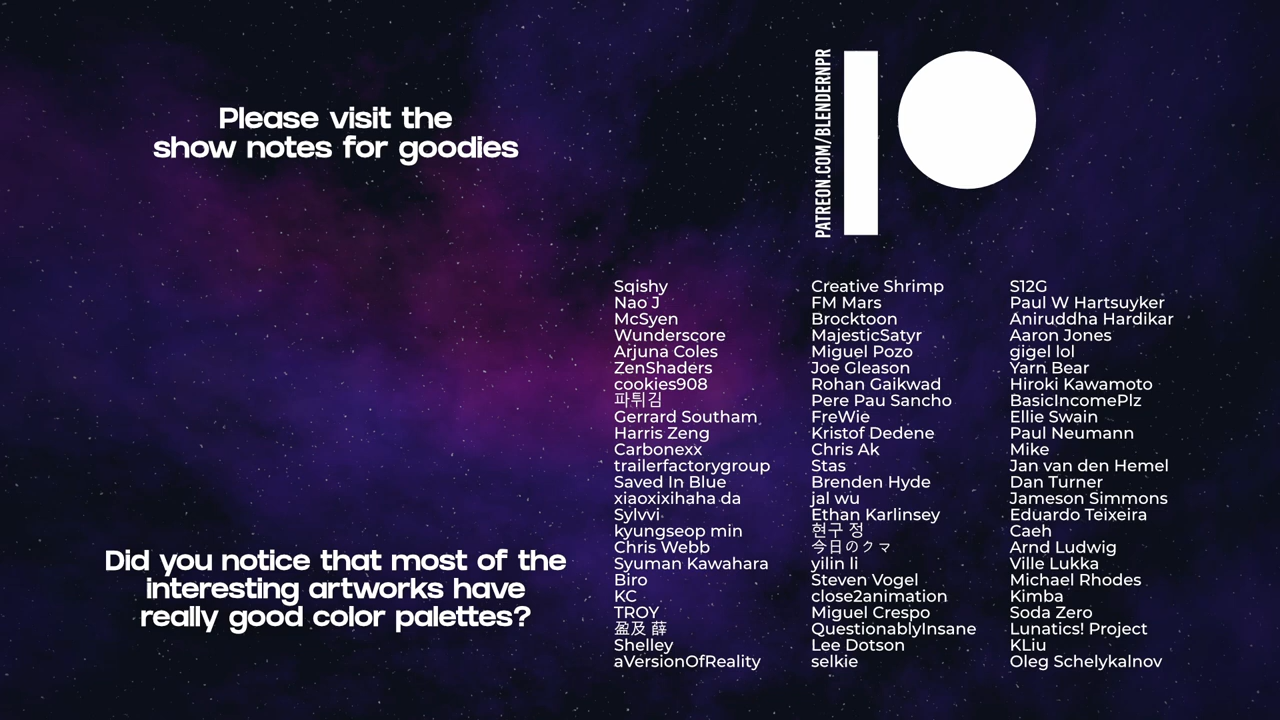 Please visit the
show notes for goodies
PATREON.COM/BLENDERNPR
Did you notice that most of the
interesting artworks have
really good color palettes?
Sqishy
Nao J
McSyen
Wunderscore
Arjuna Coles
ZenShaders
cookies908
파튀김
Gerrard Southam
Harris Zeng
Carbonexx
trailerfactorygroup
Saved In Blue
xiaoxixihaha da
Sylvvi
kyungseop min
Chris Webb
Syuman Kawahara
Biro
KC
TROY
盈及 薛
Shelley
aVersionOfReality
Creative Shrimp
FM Mars
Brocktoon
MajesticSatyr
Miguel Pozo
Joe Gleason
Rohan Gaikwad
Pere Pau Sancho
FreWie
Kristof Dedene
Chris Ak
Stas
Brenden Hyde
jal wu
Ethan Karlinsey
현구 정
今日のクマ
yilin li
Steven Vogel
close2animation
Miguel Crespo
QuestionablyInsane
Lee Dotson
selkie
S12G
Paul W Hartsuyker
Aniruddha Hardikar
Aaron Jones
gigel lol
Yarn Bear
Hiroki Kawamoto
BasicIncomePlz
Ellie Swain
Paul Neumann
Mike
Jan van den Hemel
Dan Turner
Jameson Simmons
Eduardo Teixeira
Caeh
Arnd Ludwig
Ville Lukka
Michael Rhodes
Kimba
Soda Zero
Lunatics! Project
KLiu
Oleg Schelykalnov